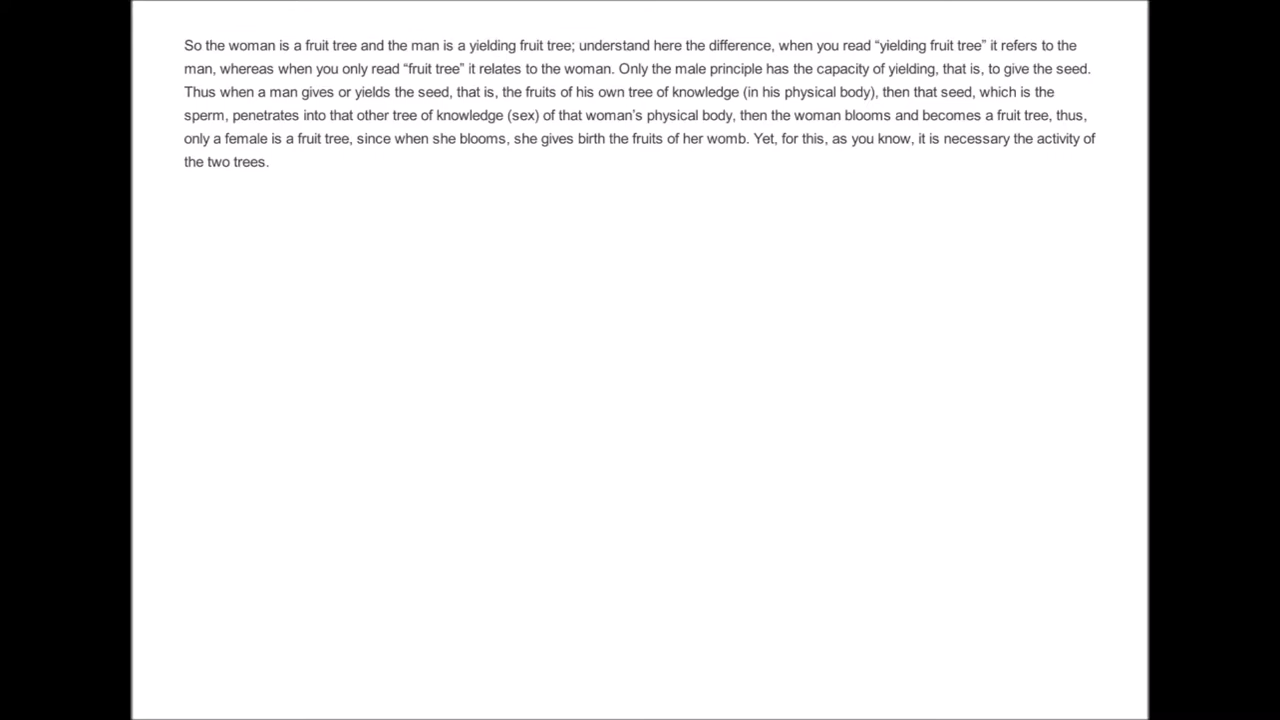 So the woman is a fruit tree and the man is a yielding fruit tree; understand here the difference, when you read “yielding fruit tree” it refers to the
man, whereas when you only read “fruit tree” it relates to the woman. Only the male principle has the capacity of yielding, that is, to give the seed.
Thus when a man gives or yields the seed, that is, the fruits of his own tree of knowledge (in his physical body), then that seed, which is the
sperm, penetrates into that other tree of knowledge (sex) of that woman’s physical body, then the woman blooms and becomes a fruit tree, thus,
only a female is a fruit tree, since when she blooms, she gives birth the fruits of her womb. Yet, for this, as you know, it is necessary the activity of
the two trees.